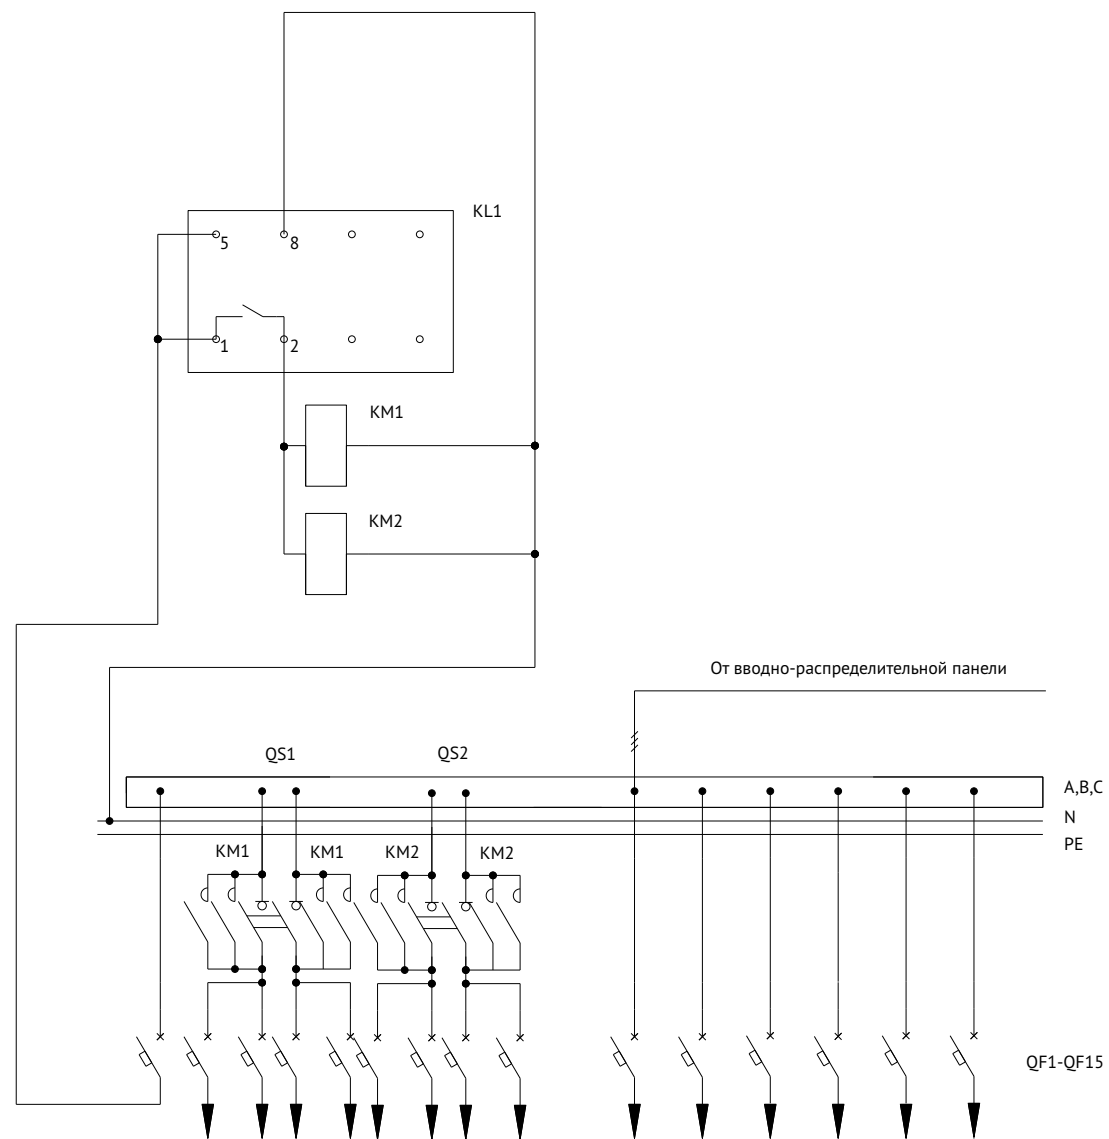 KL1
5
8
1
2
KM1
KM2
От вводно-распределительной панели
QS1
QS2
A,B,C
N
PE
KM1
KM1
KM2
KM2
QF1-QF15